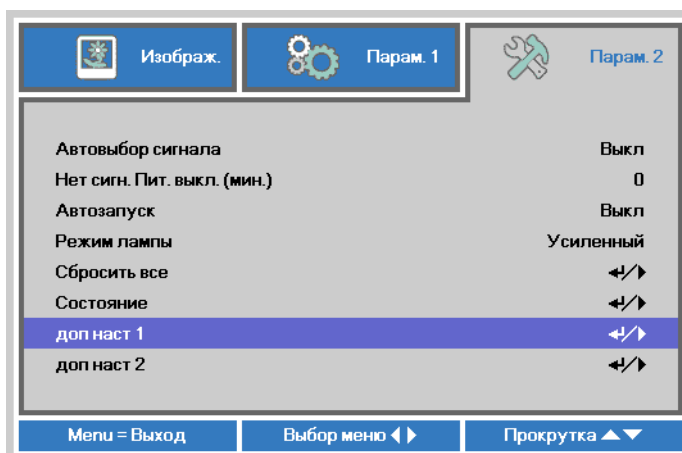 Изображ. Парам. 1 Парам. 2
Автовыбор сигнала Выкл
Нет сигн. Пит. выкл. (мин.) 0
Автозапуск Выкл
Режим лампы Усиленный
Сбросить все ↵/▶
Состояние ↵/▶
доп наст 1 ↵/▶
доп наст 2 ↵/▶
Menu = Выход Выбор меню ◀▶ Прокрутка ▲▼